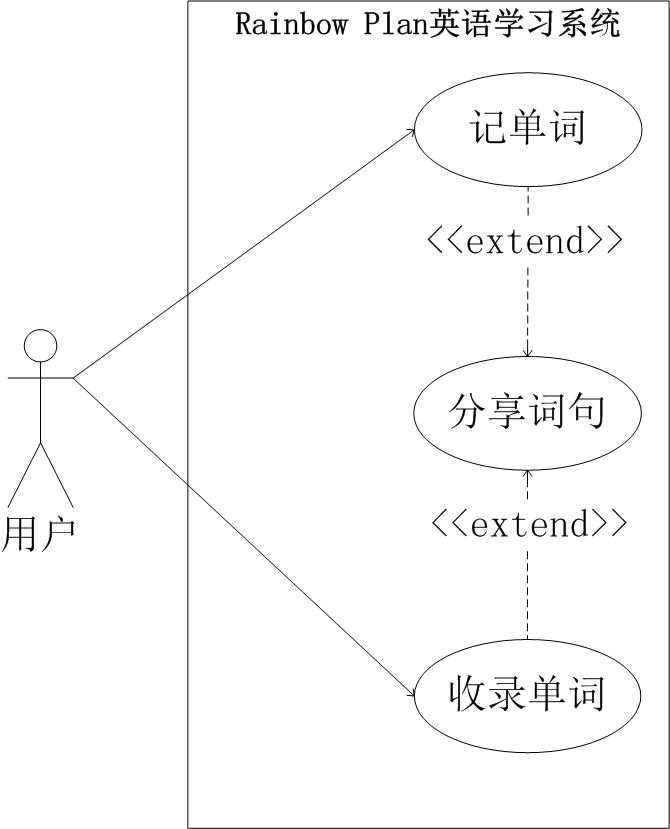 Rainbow Plan英语学习系统
记单词
<<extend>>
分享词句
<<extend>>
用户
收录单词